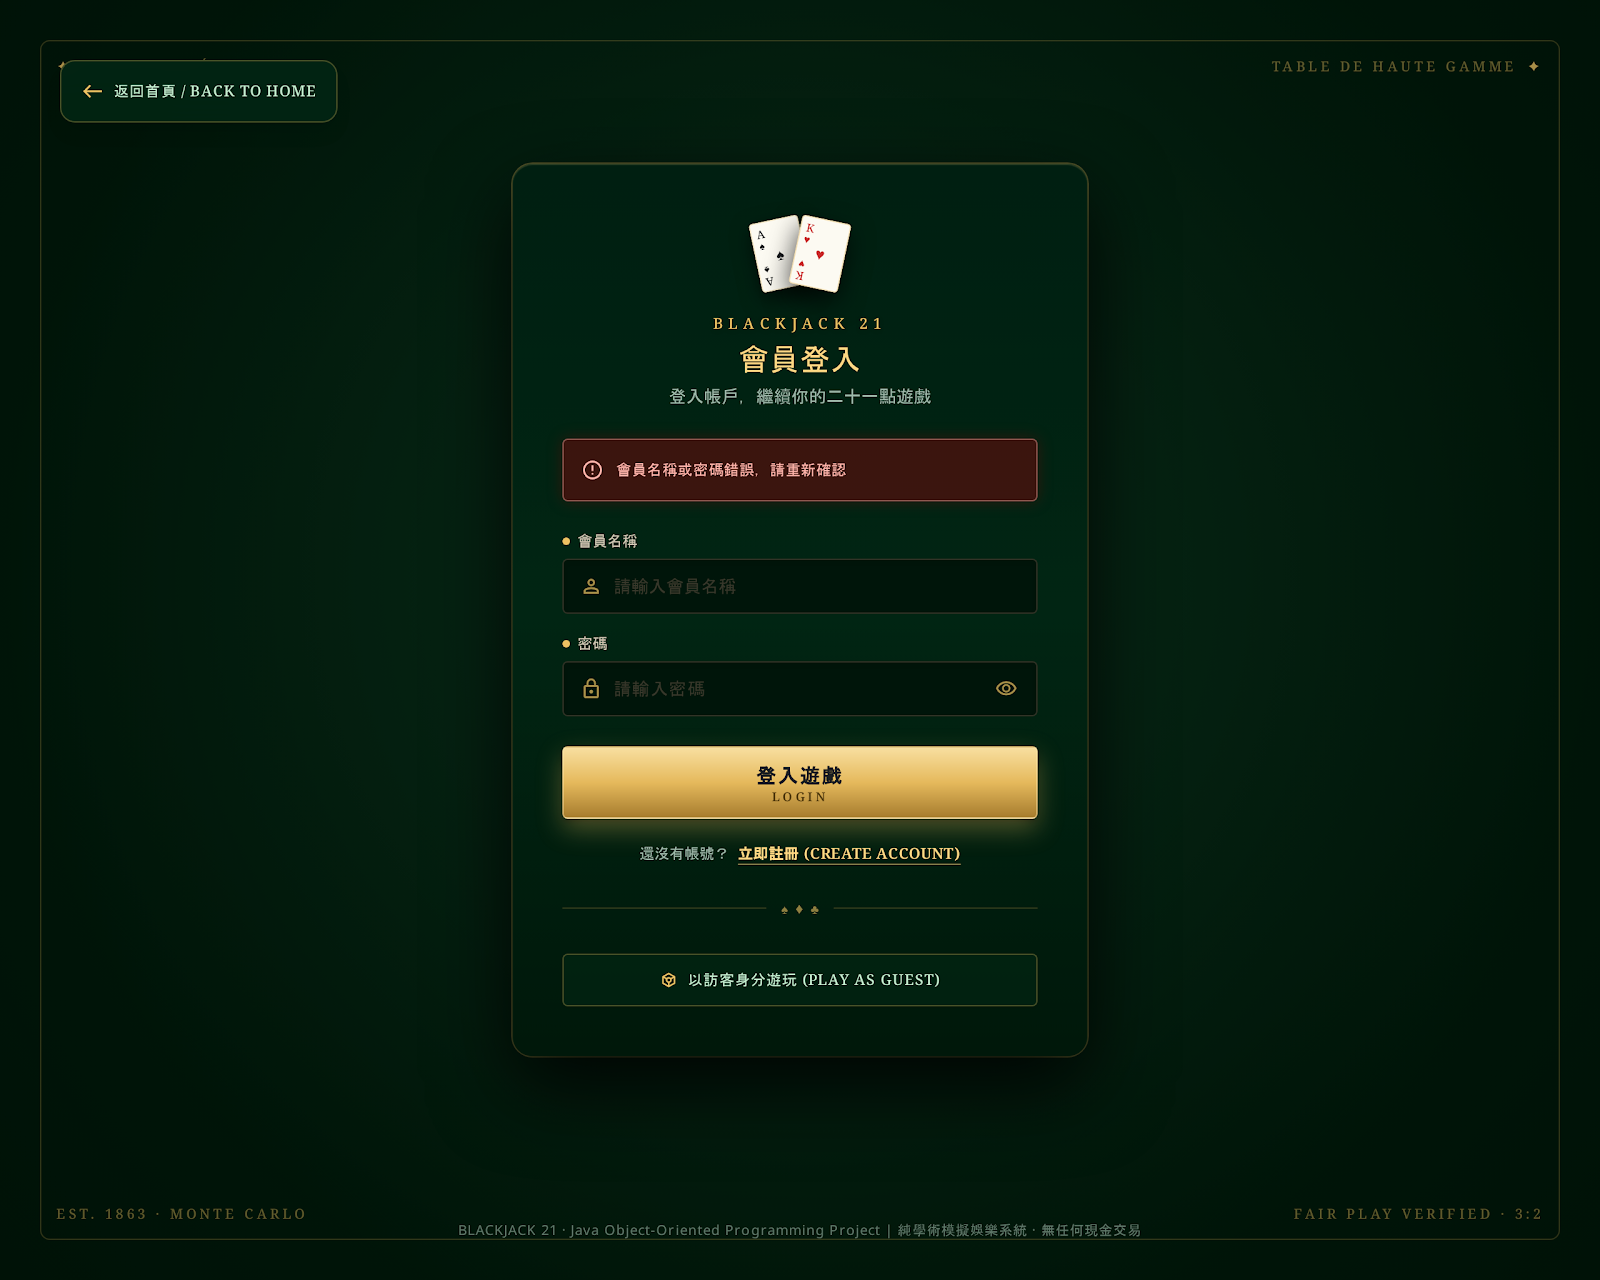 TABLE DE HAUTE GAMME ✦
← 返回首頁 / BACK TO HOME
A ♠ ♠ ♠ A
K ♥ ♥ ♥ K
BLACKJACK 21
會員登入
登入帳戶，繼續你的二十一點遊戲
會員名稱或密碼錯誤，請重新確認
會員名稱
請輸入會員名稱
密碼
請輸入密碼
登入遊戲
LOGIN
還沒有帳號？ 立即註冊 (CREATE ACCOUNT)
♠ ♦ ♣
以訪客身分遊玩 (PLAY AS GUEST)
EST. 1863 · MONTE CARLO
FAIR PLAY VERIFIED · 3:2
BLACKJACK 21 · Java Object-Oriented Programming Project | 純學術模擬娛樂系統 · 無任何現金交易